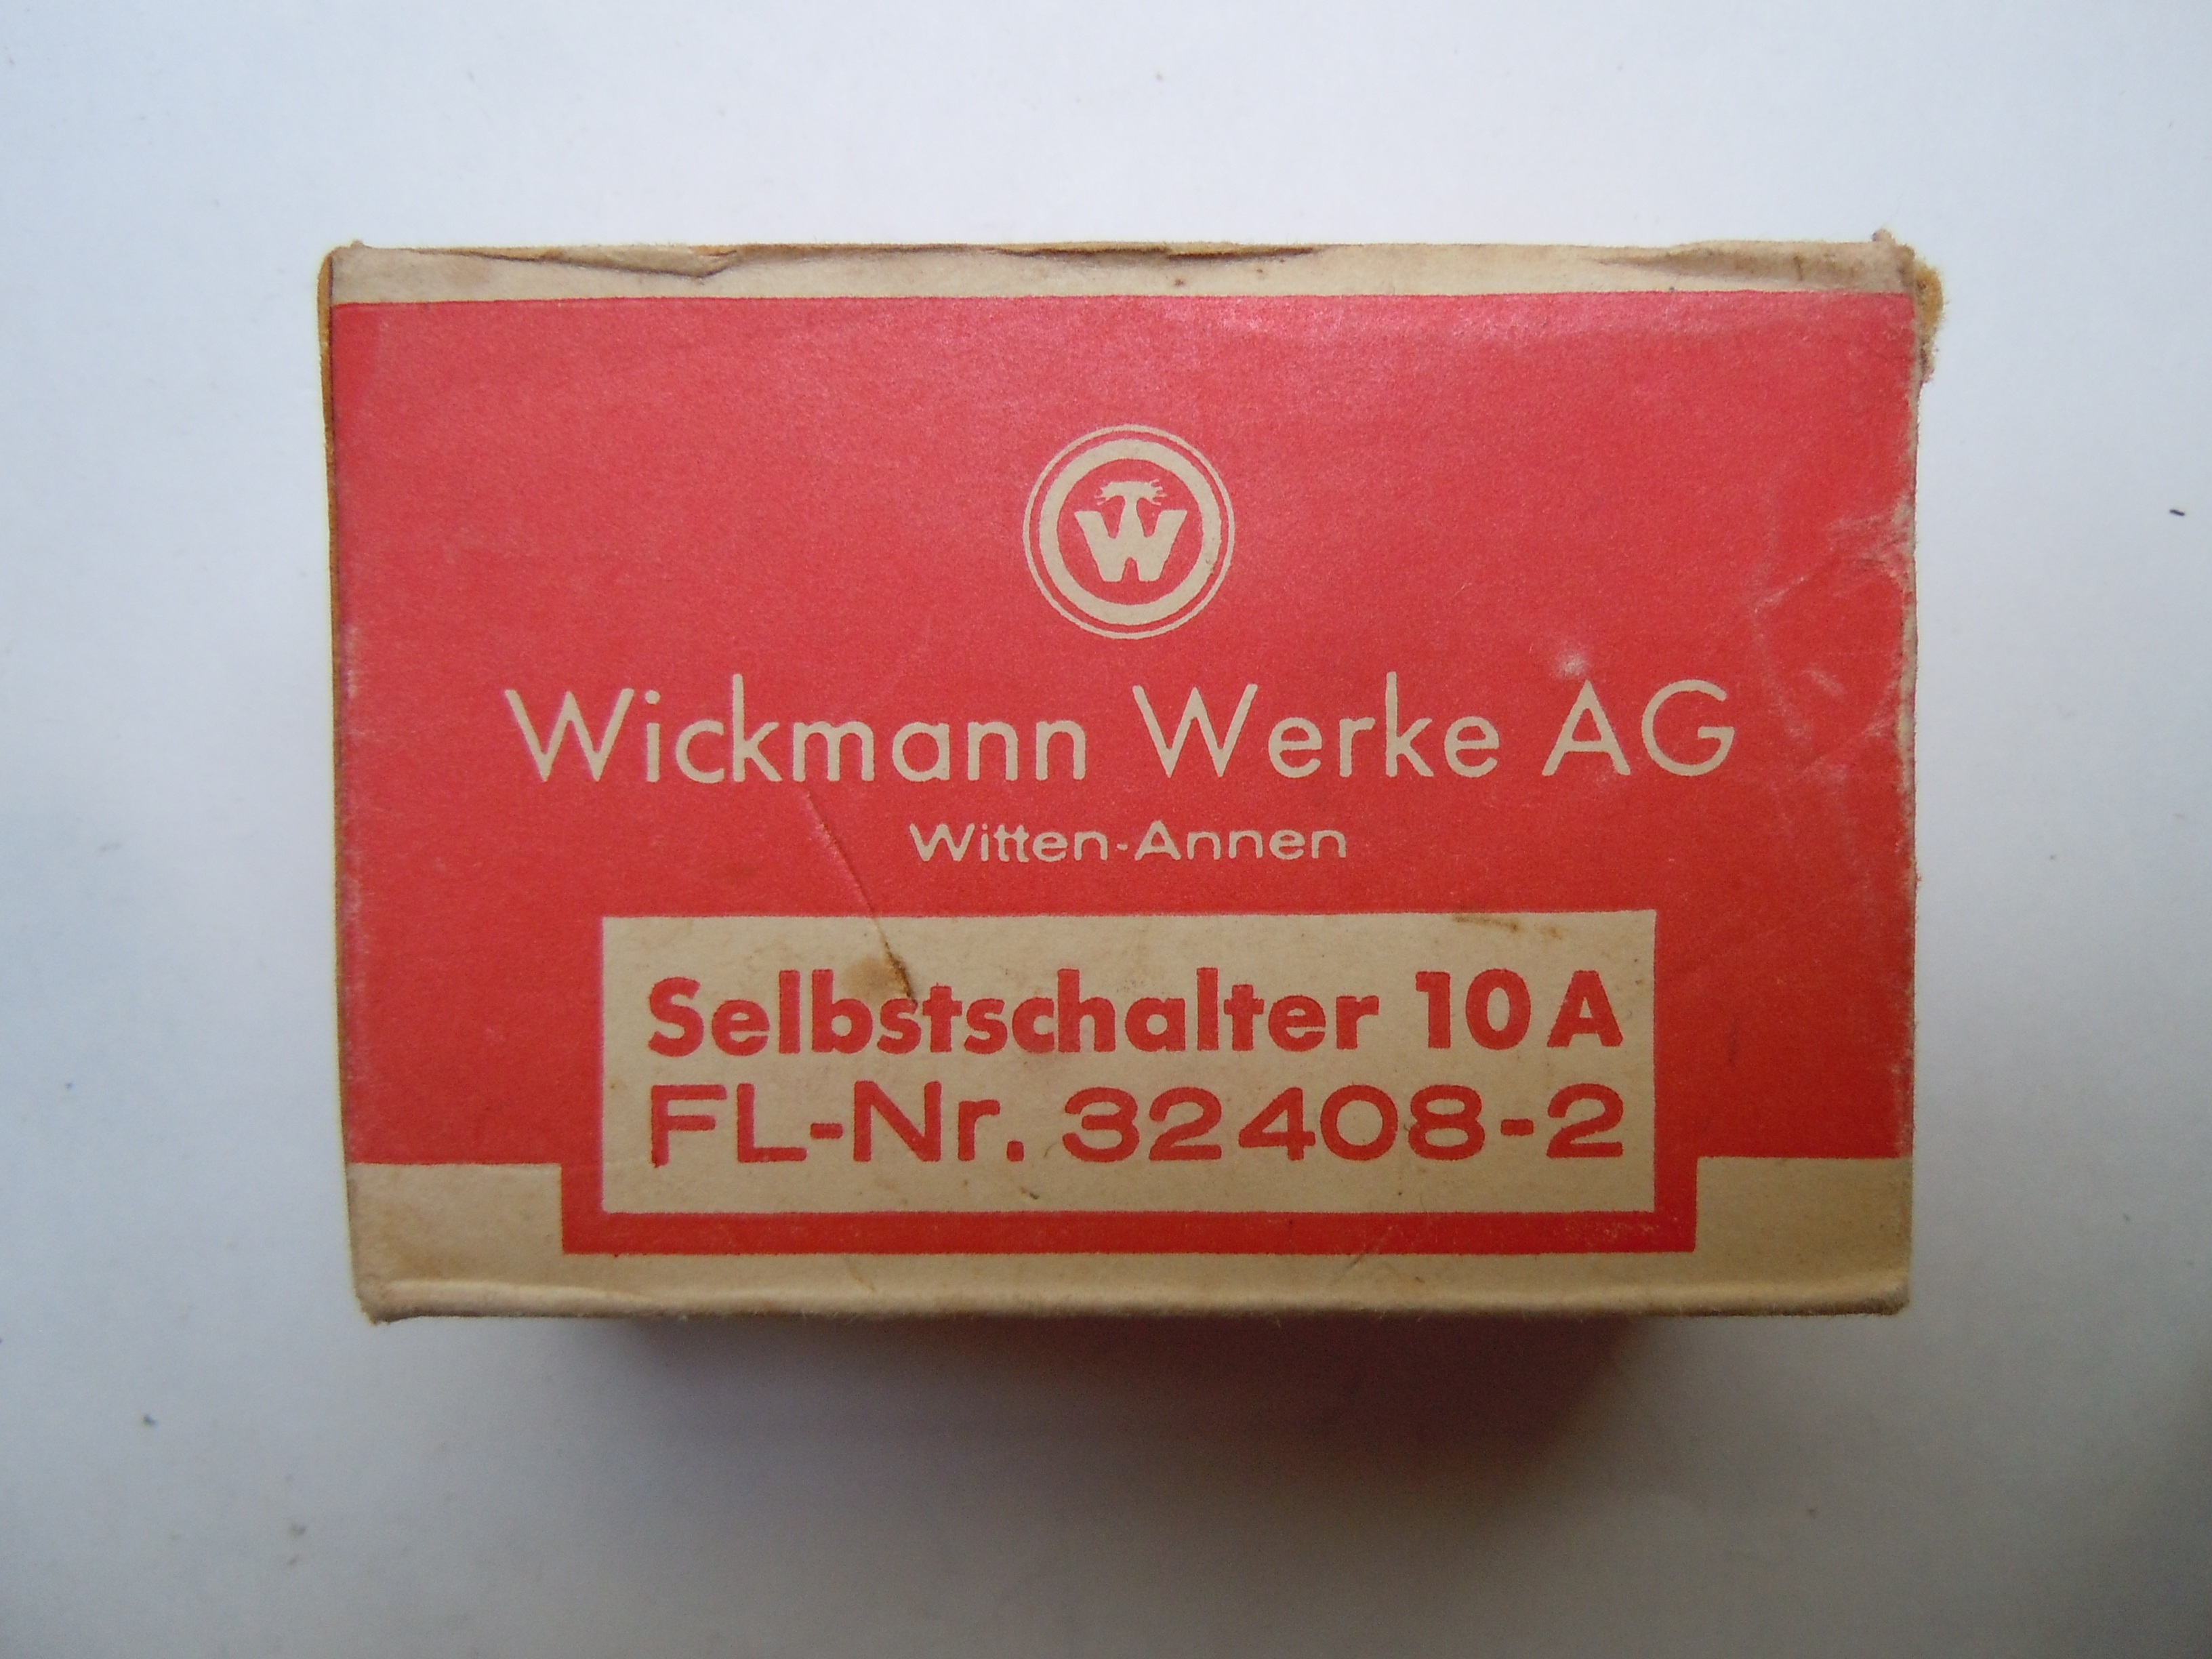 W
Wickmann Werke AG
Witten-Annen
Selbstschalter 10 A
FL-Nr. 32408-2